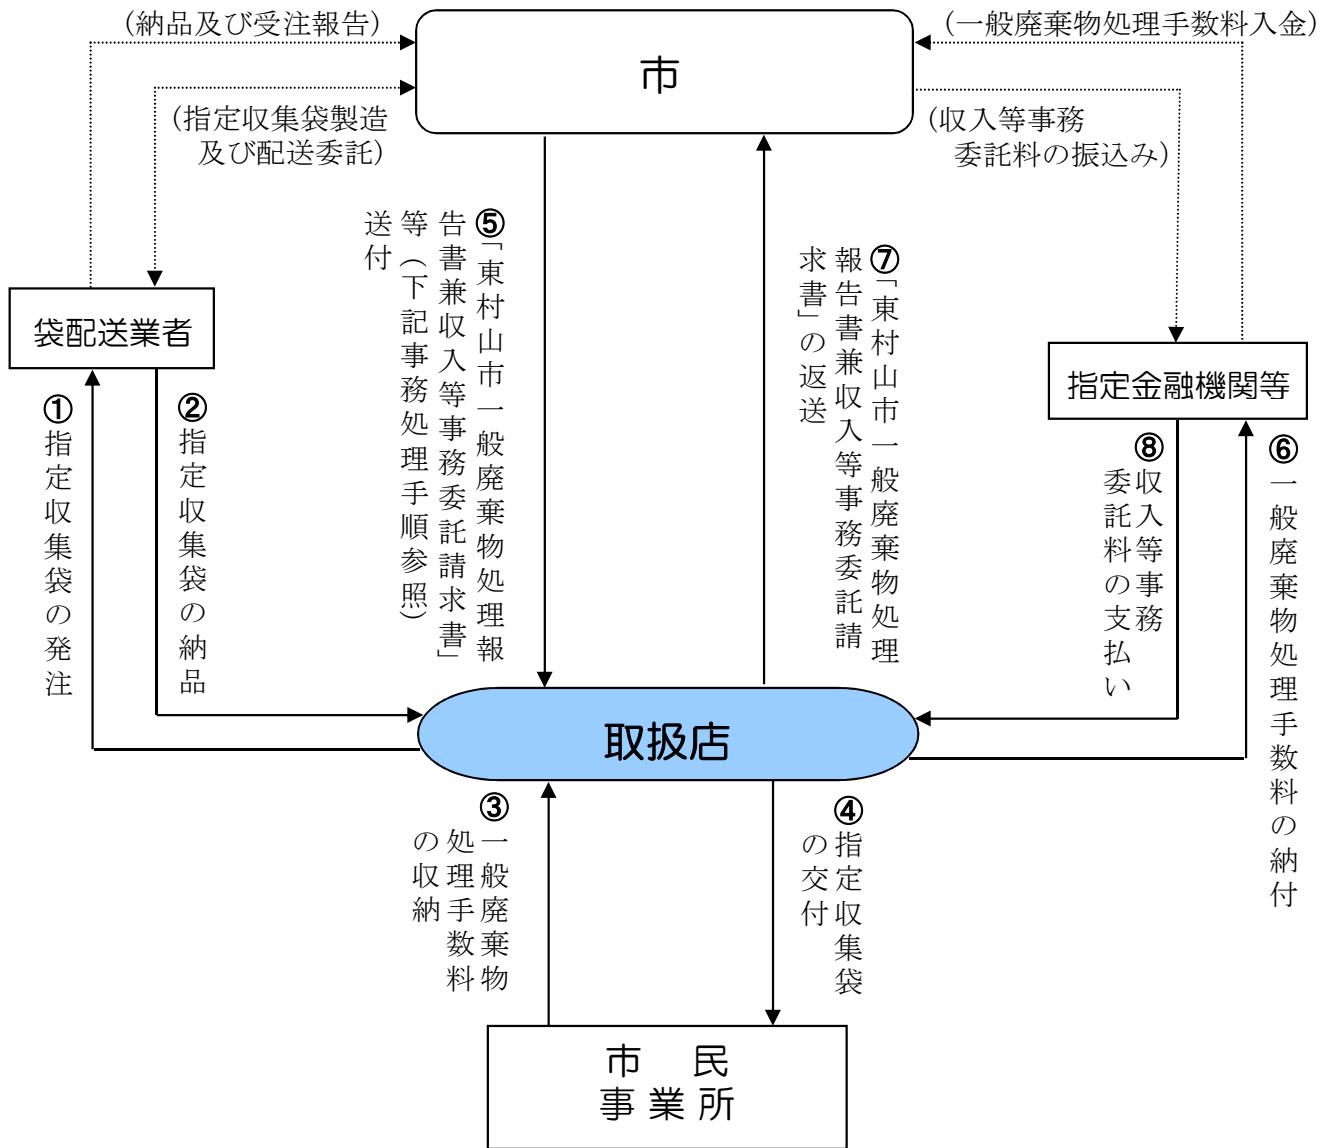 (納品及び受注報告)
(一般廃棄物処理手数料入金)
市
(指定収集袋製造
及び配送委託)
(収入等事務
委託料の振込み)
袋配送業者
指定金融機関等
①指定収集袋の発注
②指定収集袋の納品
⑤「東村山市一般廃棄物処理報
告書兼収入等事務委託請求書」
等(下記事務処理手順参照)
送付
⑦「東村山市一般廃棄物処理
報告書兼収入等事務委託請
求書」の返送
⑧収入等事務
委託料の支払い
⑥一般廃棄物処理手数料の納付
取扱店
③一般廃棄物
処理手数料
の収納
④指定収集袋
の交付
市 民
事業所